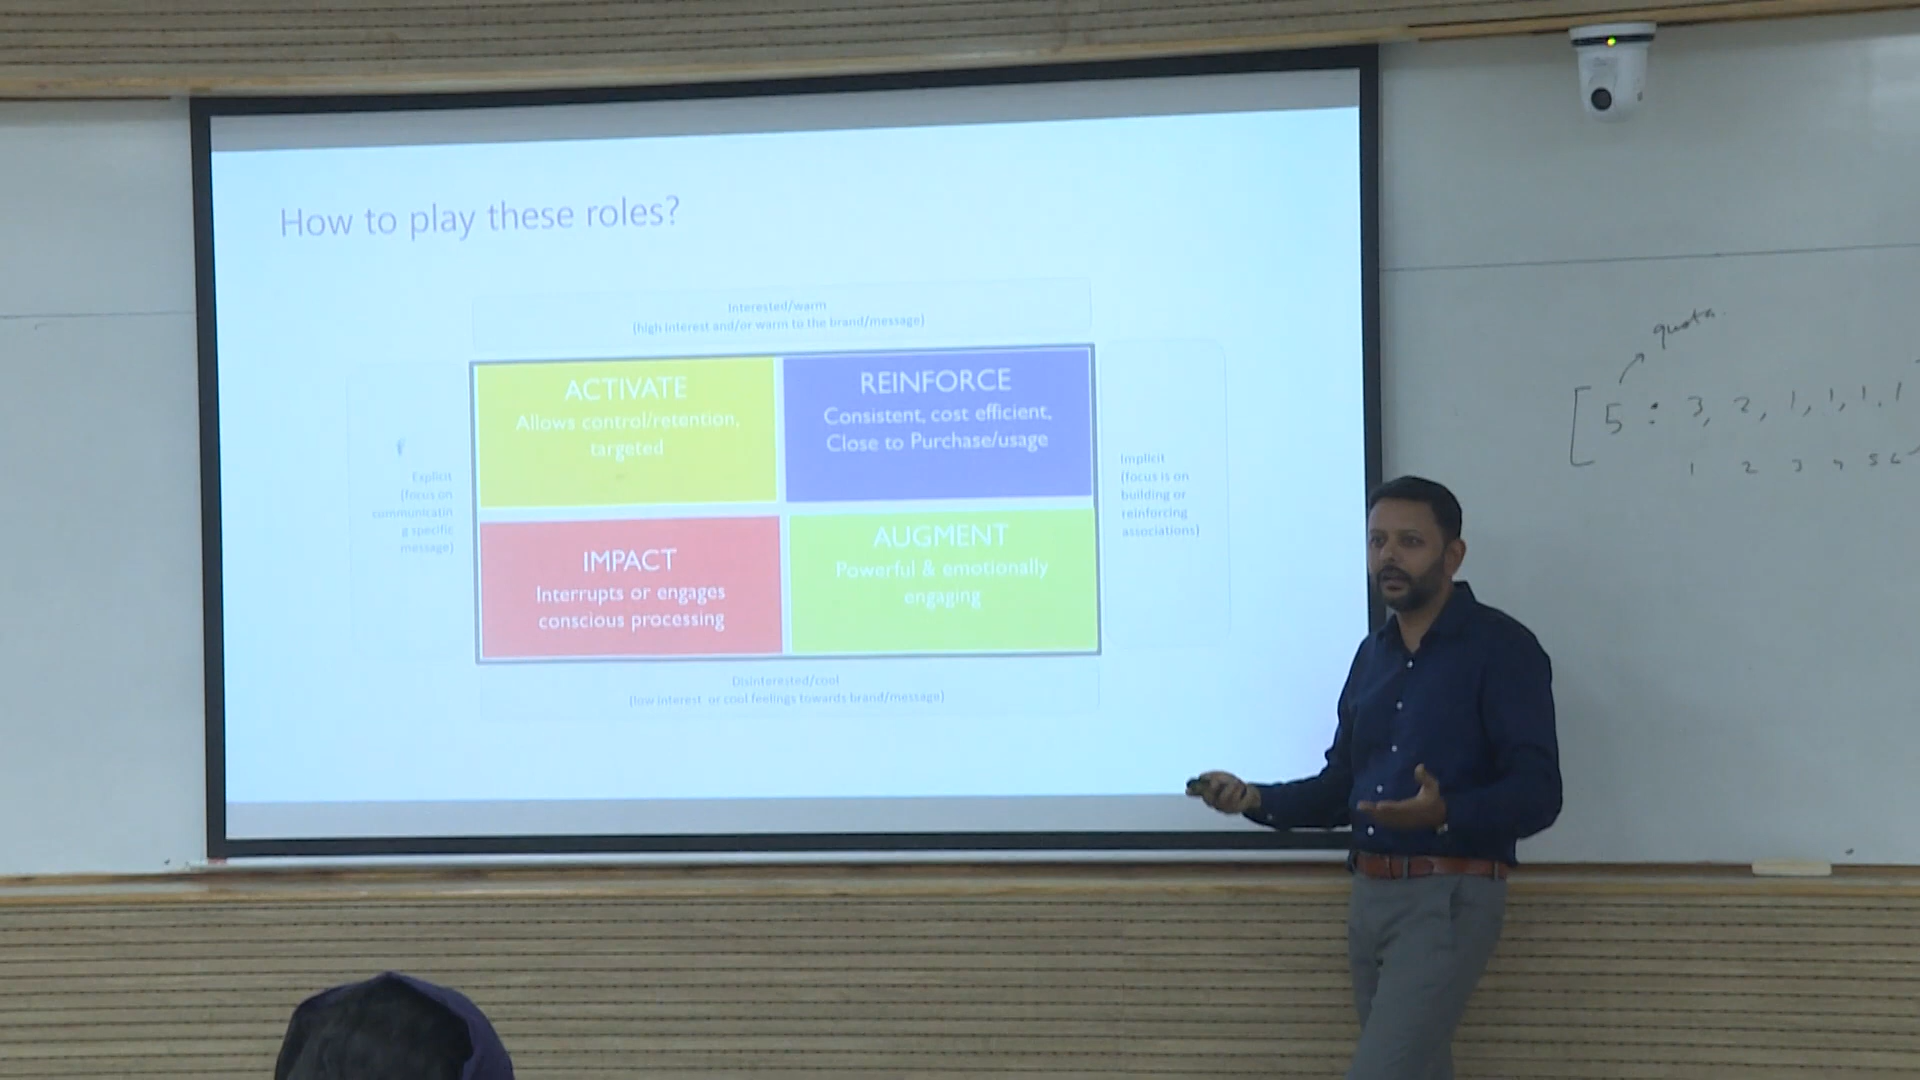 How to play these roles?
Interested/warm
(high interest and/or warm to the brand/message)
ACTIVATE
Allows control/retention,
targeted
REINFORCE
Consistent, cost efficient,
Close to Purchase/usage
Explicit
(focus on
communicatin
g specific
message)
Implicit
(focus is on
building or
reinforcing
associations)
IMPACT
Interrupts or engages
conscious processing
AUGMENT
Powerful & emotionally
engaging
Disinterested/cool
(low interest or cool feelings towards brand/message)
quota
[ 5 : 3, 2, 1, 1, 1, 1
1 2 3 4 5 6